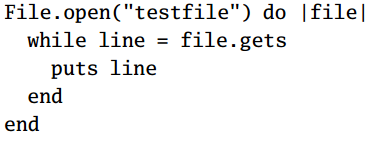 File.open("testfile") do |file|
  while line = file.gets
    puts line
  end
end